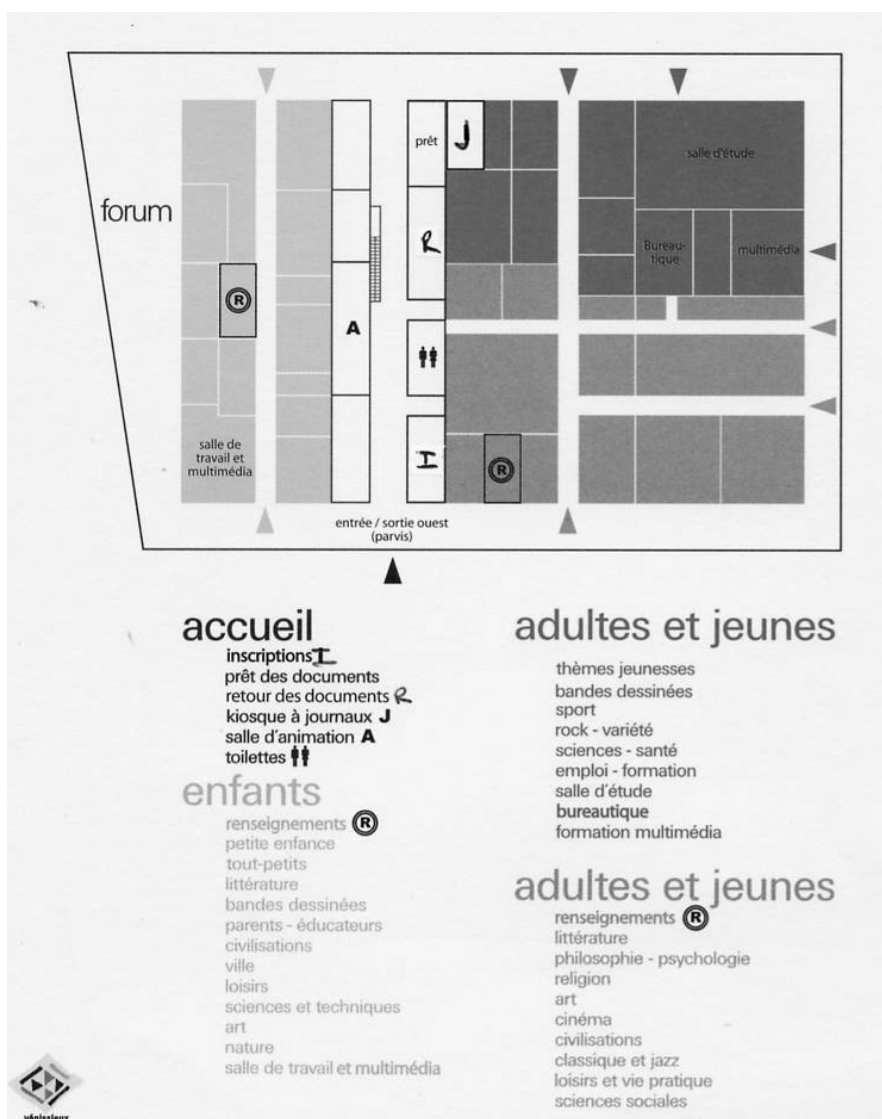 forum
prêt
J
salle d'étude
R
Bureau-
tique
multimédia
R
A
salle de
travail et
multimédia
I
R
entrée / sortie ouest
(parvis)
accueil
inscriptions I
prêt des documents
retour des documents R
kiosque à journaux J
salle d'animation A
toilettes
enfants
renseignements R
petite enfance
tout-petits
littérature
bandes dessinées
parents - éducateurs
civilisations
ville
loisirs
sciences et techniques
art
nature
salle de travail et multimédia
adultes et jeunes
thèmes jeunesses
bandes dessinées
sport
rock - variété
sciences - santé
emploi - formation
salle d'étude
bureautique
formation multimédia
adultes et jeunes
renseignements R
littérature
philosophie - psychologie
religion
art
cinéma
civilisations
classique et jazz
loisirs et vie pratique
sciences sociales
vénissieux